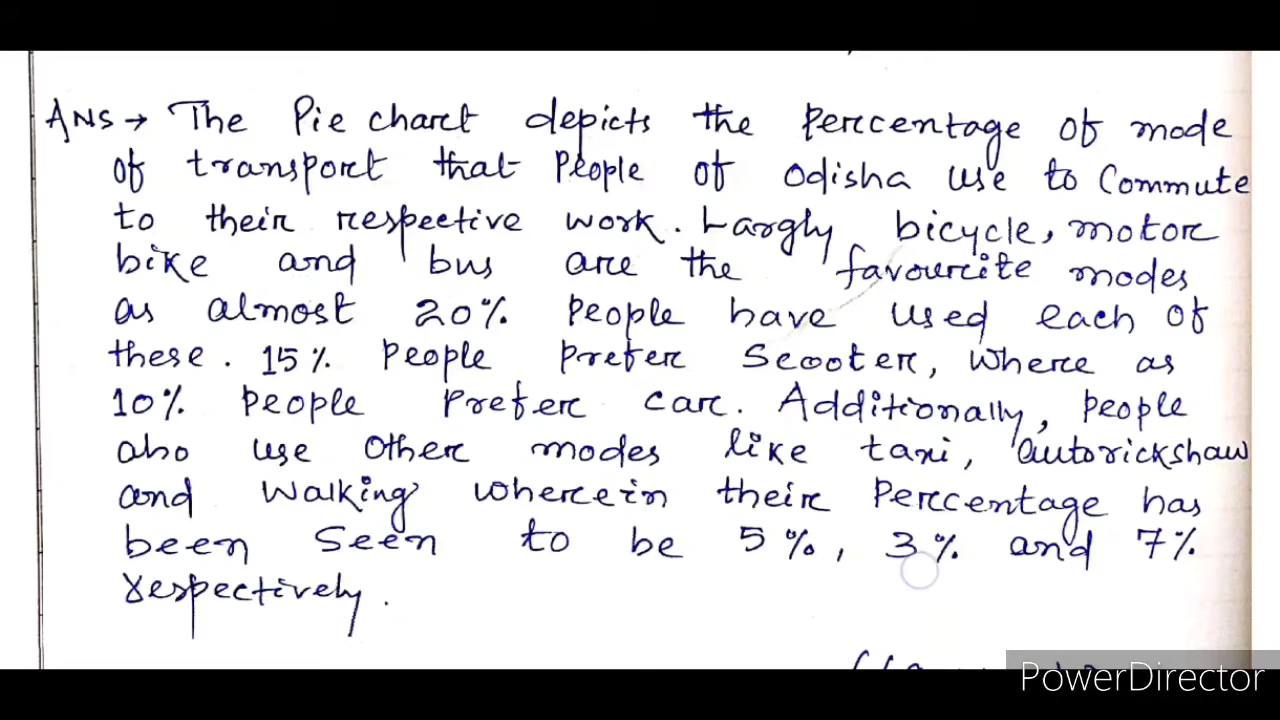 ANS → The Pie chart depicts the percentage of mode
of transport that People of Odisha use to Commute
to their respective work. Largly bicycle, motor
bike and bus are the favourite modes
as almost 20% people have used each of
these. 15% People prefer Scooter, Where as
10% People Prefer car. Additionally, people
also use other modes like taxi, autorickshaw
and Walking wherein their Percentage has
been seen to be 5%, 3% and 7%
respectively.
PowerDirector